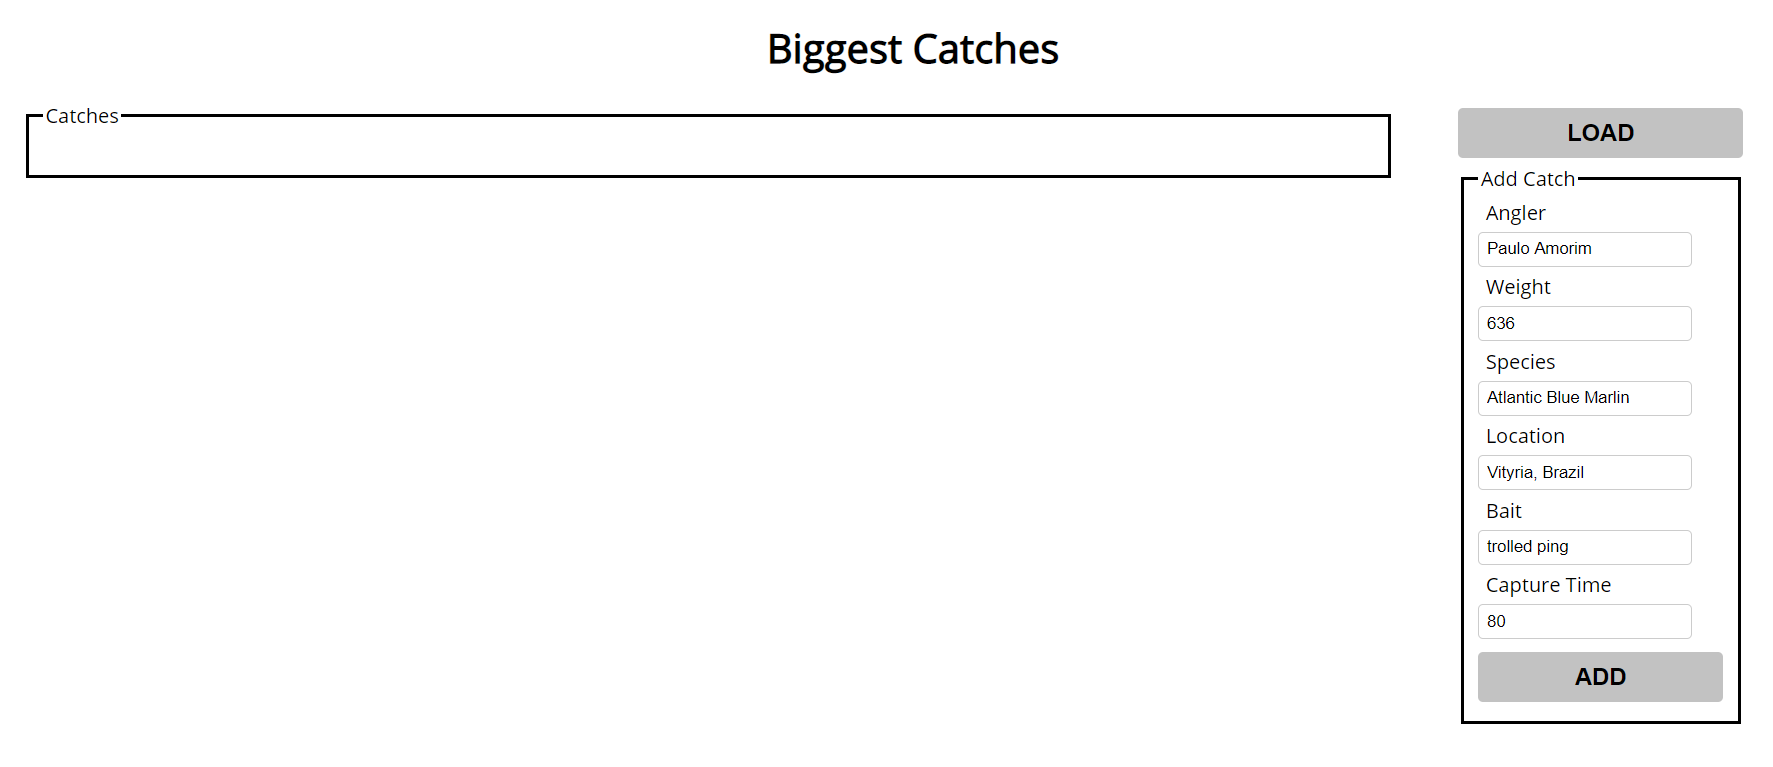 Biggest Catches
Catches
LOAD
Add Catch
Angler
Paulo Amorim
Weight
636
Species
Atlantic Blue Marlin
Location
Vityria, Brazil
Bait
trolled ping
Capture Time
80
ADD